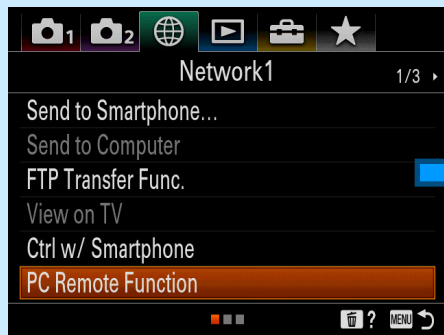 1 2
Network1 1/3
Send to Smartphone...
Send to Computer
FTP Transfer Func.
View on TV
Ctrl w/ Smartphone
PC Remote Function
? MENU